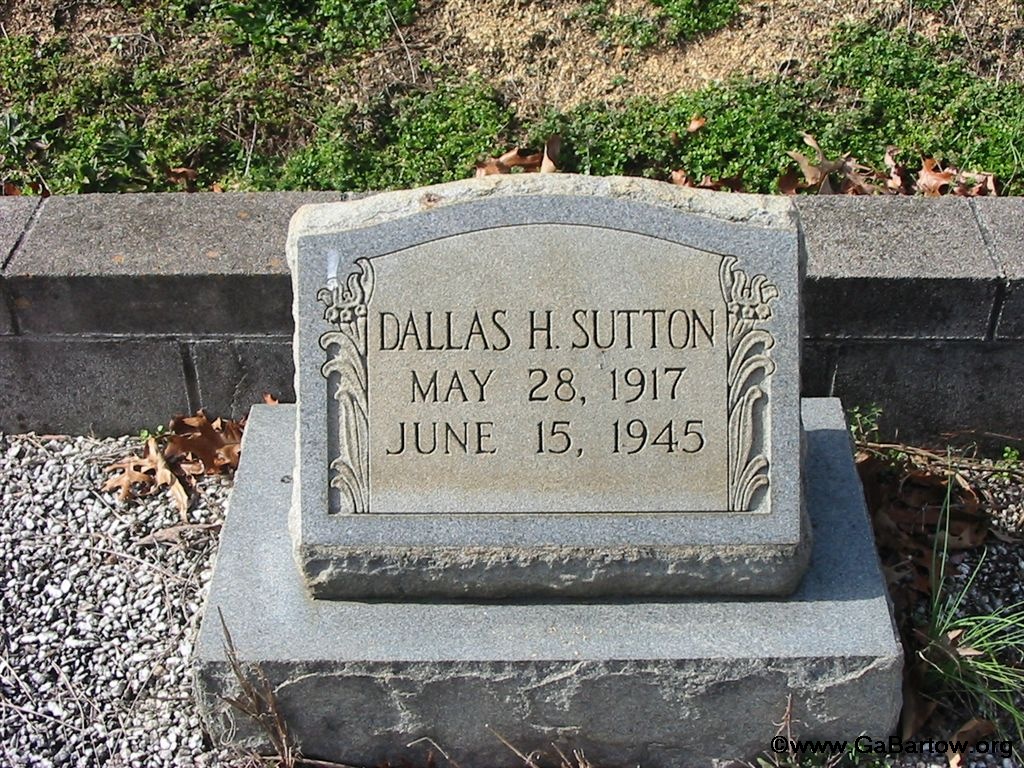 DALLAS H. SUTTON
MAY 28, 1917
JUNE 15, 1945
©www.GaBartow.org